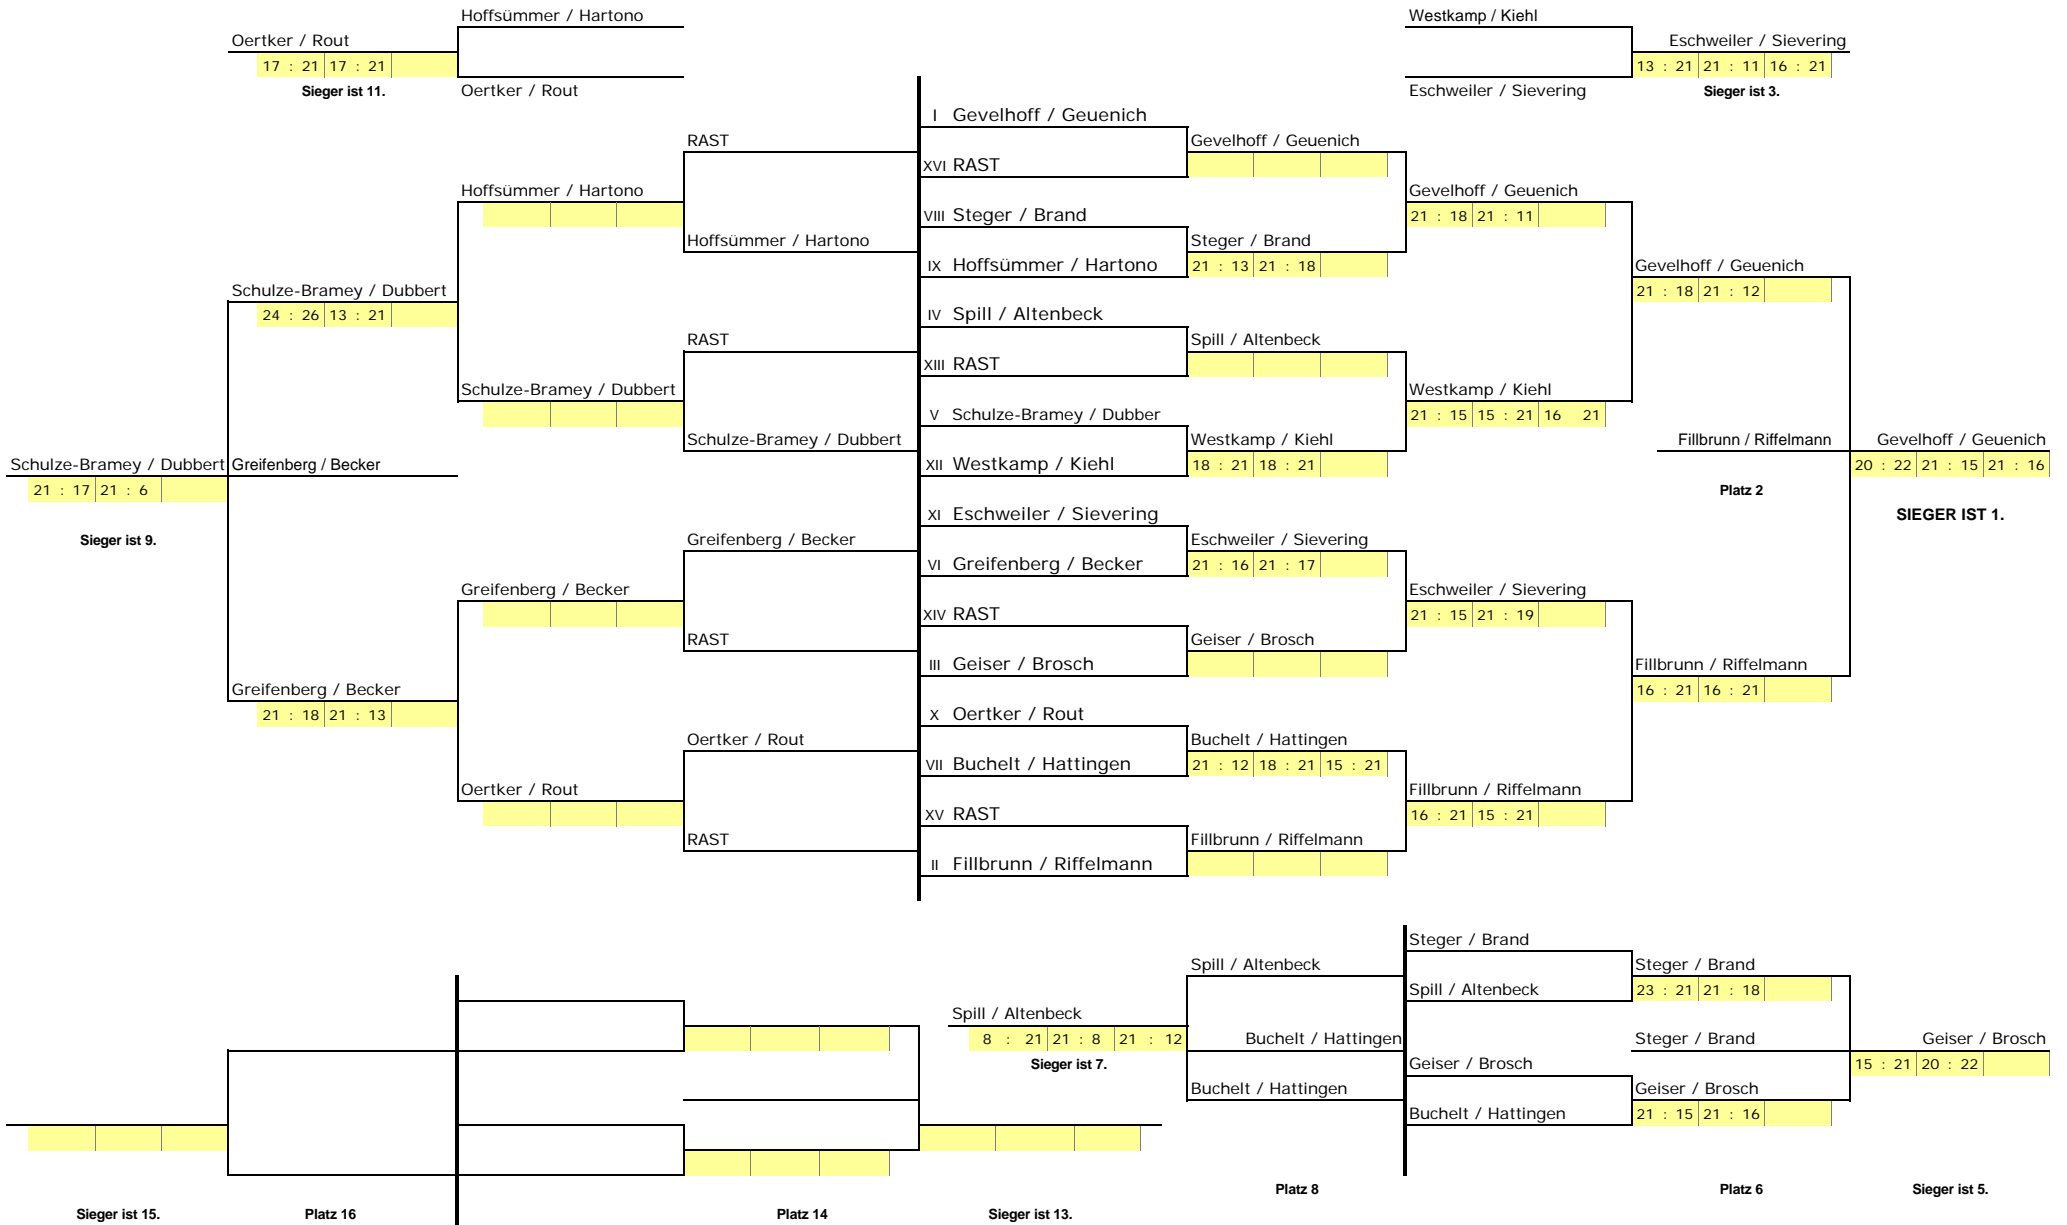 Hoffsümmer / Hartono Westkamp / Kiehl
Oertker / Rout Eschweiler / Sievering
17 : 21 17 : 21 13 : 21 21 : 11 16 : 21
Sieger ist 11. Oertker / Rout Eschweiler / Sievering Sieger ist 3.
I Gevelhoff / Geuenich
RAST Gevelhoff / Geuenich
XVI RAST
Hoffsümmer / Hartono Gevelhoff / Geuenich
VIII Steger / Brand 21 : 18 21 : 11
Hoffsümmer / Hartono Steger / Brand
IX Hoffsümmer / Hartono 21 : 13 21 : 18 Gevelhoff / Geuenich
Schulze-Bramey / Dubbert 21 : 18 21 : 12
24 : 26 13 : 21 IV Spill / Altenbeck
RAST Spill / Altenbeck
XIII RAST
Schulze-Bramey / Dubbert Westkamp / Kiehl
V Schulze-Bramey / Dubber 21 : 15 15 : 21 16 21
Schulze-Bramey / Dubbert Westkamp / Kiehl Fillbrunn / Riffelmann Gevelhoff / Geuenich
Schulze-Bramey / Dubbert Greifenberg / Becker XII Westkamp / Kiehl 18 : 21 18 : 21 20 : 22 21 : 15 21 : 16
21 : 17 21 : 6 Platz 2
XI Eschweiler / Sievering SIEGER IST 1.
Sieger ist 9. Greifenberg / Becker Eschweiler / Sievering
VI Greifenberg / Becker 21 : 16 21 : 17
Greifenberg / Becker Eschweiler / Sievering
XIV RAST 21 : 15 21 : 19
RAST Geiser / Brosch
III Geiser / Brosch Fillbrunn / Riffelmann
Greifenberg / Becker 16 : 21 16 : 21
21 : 18 21 : 13 X Oertker / Rout
Oertker / Rout Buchelt / Hattingen
VII Buchelt / Hattingen 21 : 12 18 : 21 15 : 21
Oertker / Rout Fillbrunn / Riffelmann
XV RAST 16 : 21 15 : 21
RAST Fillbrunn / Riffelmann
II Fillbrunn / Riffelmann
Steger / Brand
Spill / Altenbeck Steger / Brand
Spill / Altenbeck 23 : 21 21 : 18
Spill / Altenbeck
8 : 21 21 : 8 21 : 12 Buchelt / Hattingen Steger / Brand Geiser / Brosch
Sieger ist 7. Geiser / Brosch 15 : 21 20 : 22
Buchelt / Hattingen Geiser / Brosch
Buchelt / Hattingen 21 : 15 21 : 16
Platz 8 Platz 6 Sieger ist 5.
Sieger ist 15. Platz 16 Platz 14 Sieger ist 13.